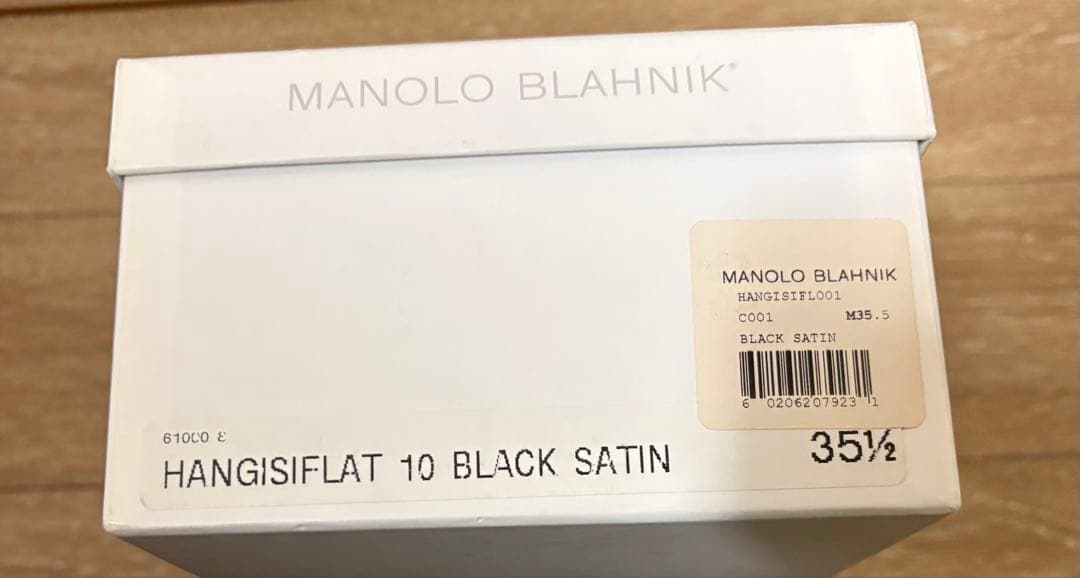 MANOLO BLAHNIK®
MANOLO BLAHNIK
HANGISIFL001
C001 M35.5
BLACK SATIN
6 0206207923 1
61000 &
HANGISIFLAT 10 BLACK SATIN 35½